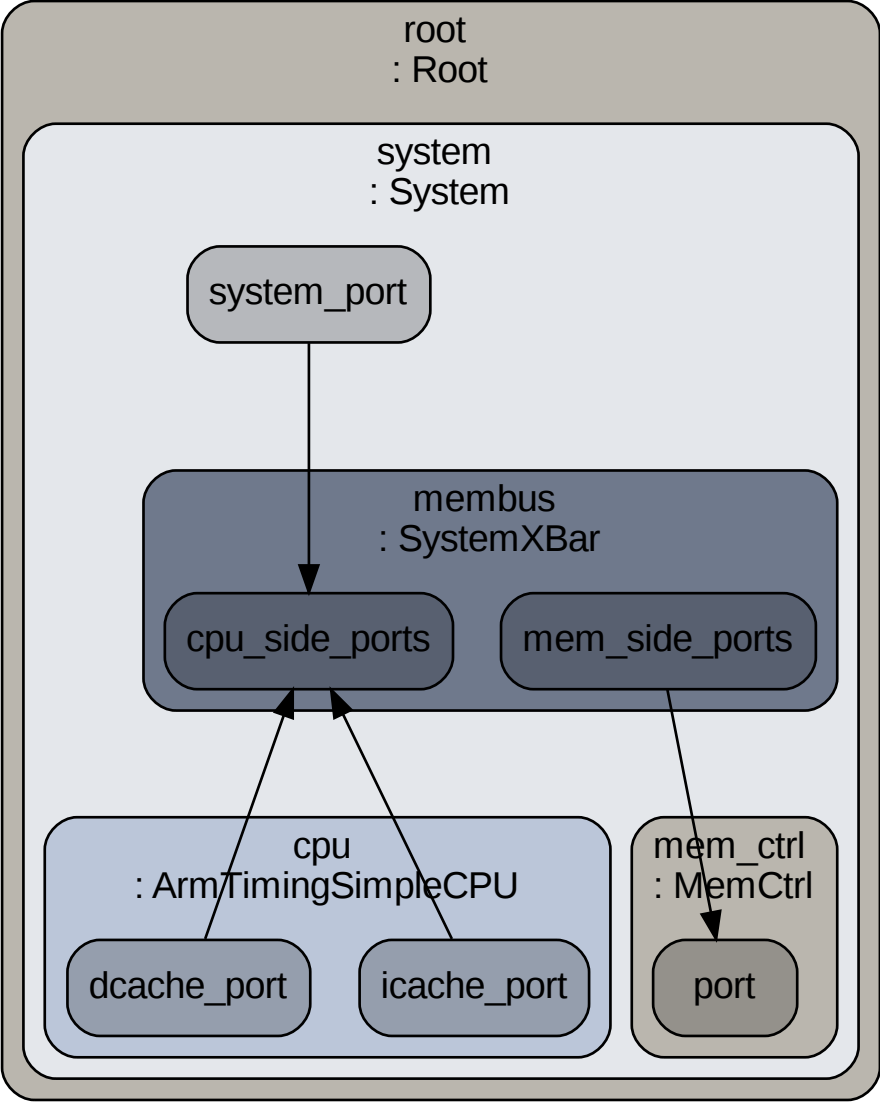 root
: Root
system
: System
system_port
membus
: SystemXBar
cpu_side_ports
mem_side_ports
cpu
: ArmTimingSimpleCPU
mem_ctrl
: MemCtrl
dcache_port
icache_port
port